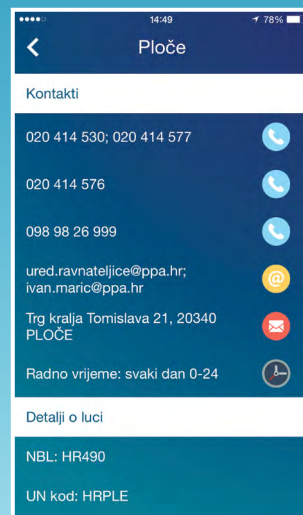 14:49
78%
Ploče
Kontakti
020 414 530; 020 414 577
020 414 576
098 98 26 999
ured.ravnateljice@ppa.hr;
ivan.maric@ppa.hr
Trg kralja Tomislava 21, 20340
PLOČE
Radno vrijeme: svaki dan 0-24
Detalji o luci
NBL: HR490
UN kod: HRPLE